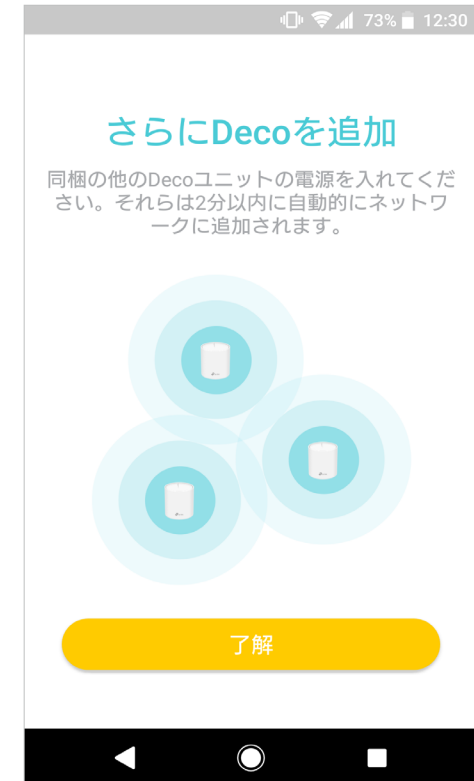 73% 12:30
さらにDecoを追加
同梱の他のDecoユニットの電源を入れてくだ
さい。それらは2分以内に自動的にネットワ
ークに追加されます。
了解